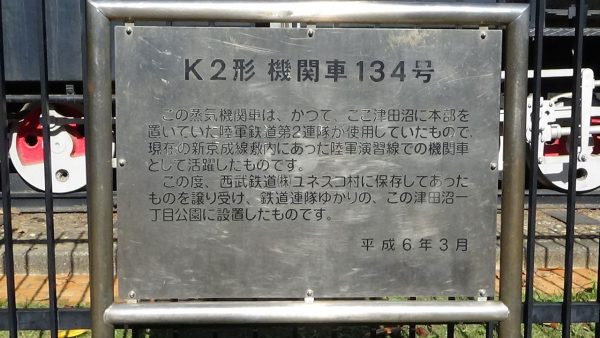 K2形 機関車134号
この蒸気機関車は、かつて、ここ津田沼に本部を
置いていた陸軍鉄道第2連隊が使用していたもので、
現存の新京成線敷内にあった陸軍演習線での機関車
として活躍したものです。
この度、西武鉄道㈱ユネスコ村に保存してあった
ものを譲り受け、鉄道連隊ゆかりの、この津田沼一
丁目公園に設置したものです。
平成6年3月